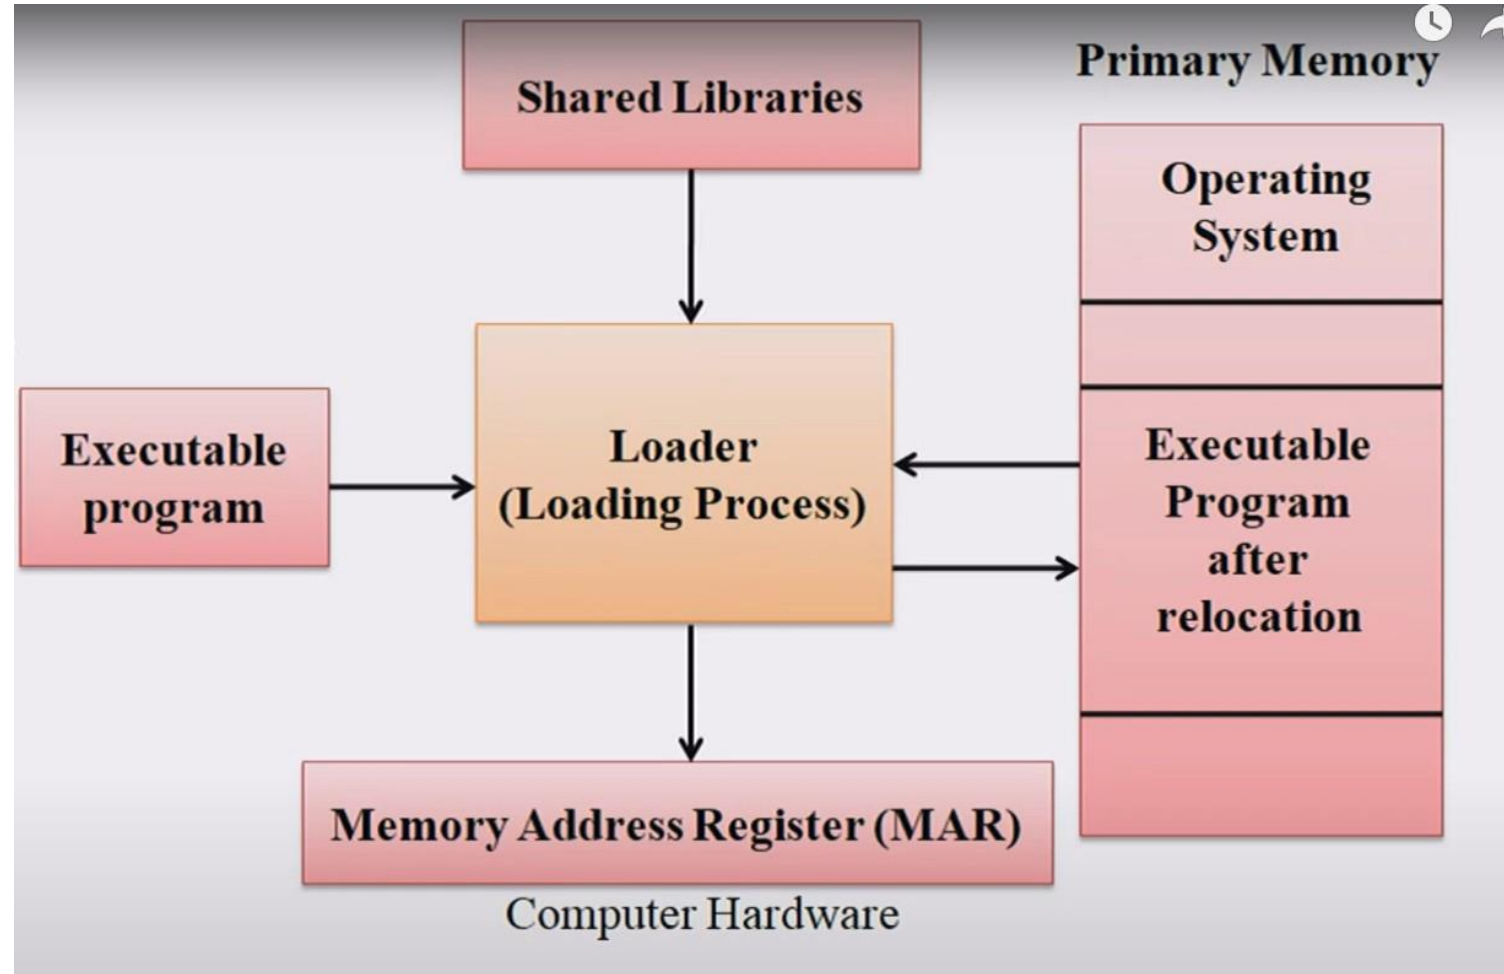 Shared Libraries
Primary Memory
Operating
System
Executable
program
Loader
(Loading Process)
Executable
Program
after
relocation
Memory Address Register (MAR)
Computer Hardware